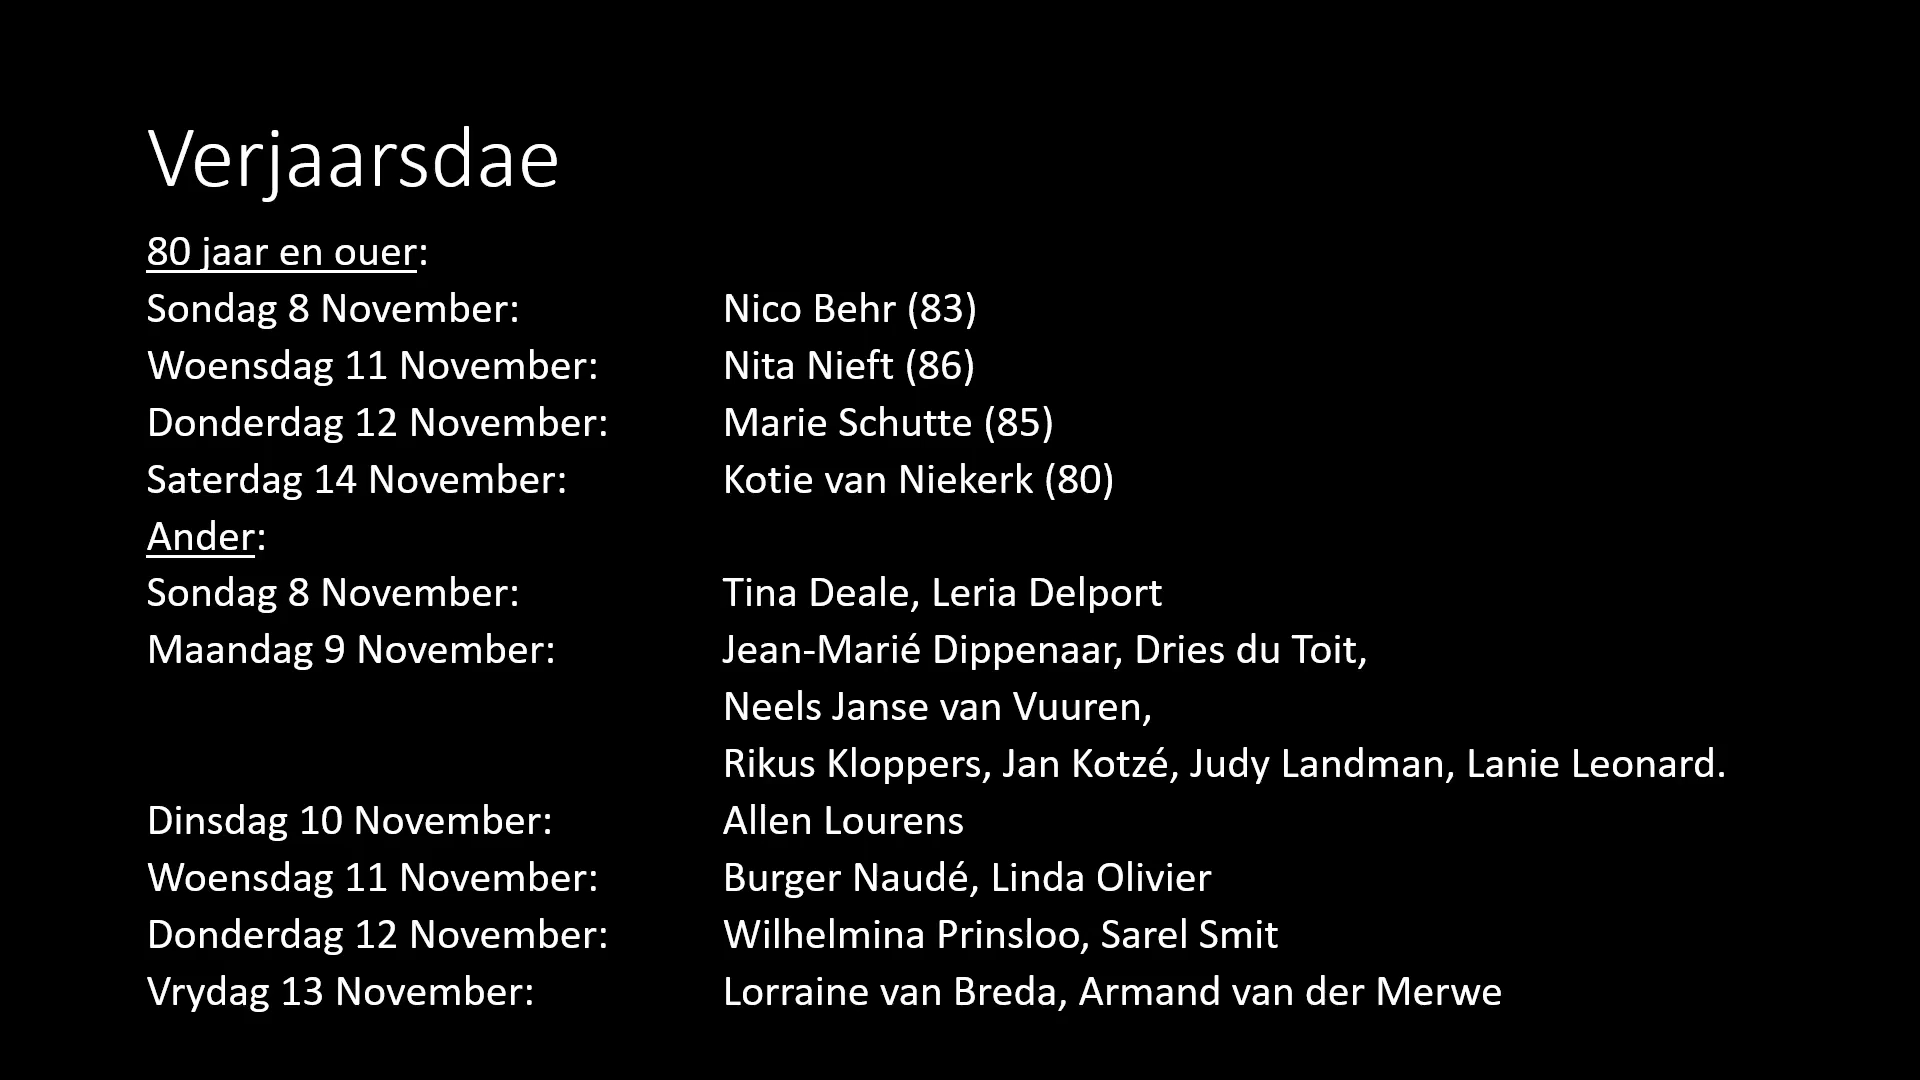 Verjaarsdae
80 jaar en ouer:
Sondag 8 November: Nico Behr (83)
Woensdag 11 November: Nita Nieft (86)
Donderdag 12 November: Marie Schutte (85)
Saterdag 14 November: Kotie van Niekerk (80)
Ander:
Sondag 8 November: Tina Deale, Leria Delport
Maandag 9 November: Jean-Marié Dippenaar, Dries du Toit,
Neels Janse van Vuuren,
Rikus Kloppers, Jan Kotzé, Judy Landman, Lanie Leonard.
Dinsdag 10 November: Allen Lourens
Woensdag 11 November: Burger Naudé, Linda Olivier
Donderdag 12 November: Wilhelmina Prinsloo, Sarel Smit
Vrydag 13 November: Lorraine van Breda, Armand van der Merwe